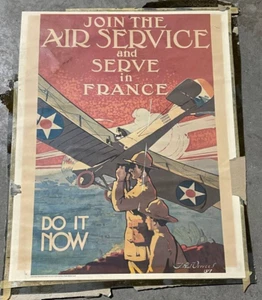 JOIN THE
AIR SERVICE
and
SERVE
in
FRANCE
DO IT
NOW